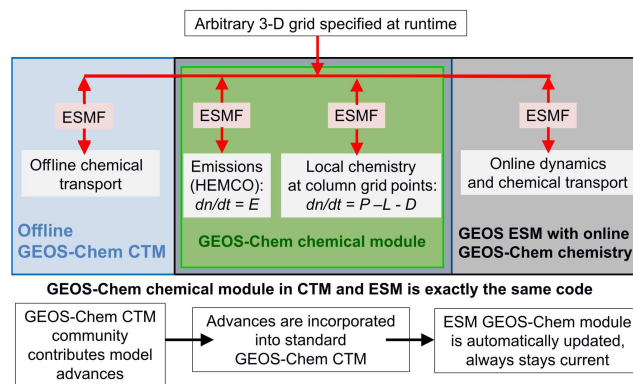 Arbitrary 3-D grid specified at runtime
ESMF
ESMF
ESMF
ESMF
Offline chemical
transport
Emissions
(HEMCO):
dn/dt = E
Local chemistry
at column grid points:
dn/dt = P –L - D
Online dynamics
and chemical transport
Offline
GEOS-Chem CTM
GEOS-Chem chemical module
GEOS ESM with online
GEOS-Chem chemistry
GEOS-Chem chemical module in CTM and ESM is exactly the same code
GEOS-Chem CTM
community
contributes model
advances
Advances are incorporated
into standard
GEOS-Chem CTM
ESM GEOS-Chem module
is automatically updated,
always stays current